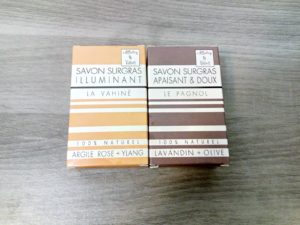 SAVON SURGRAS
ILLUMINANT
LA VAHINÉ
100% NATUREL
ARGILE ROSE + YLANG
SAVON SURGRAS
APAISANT & DOUX
LE PAGNOL
100% NATUREL
LAVANDIN + OLIVE